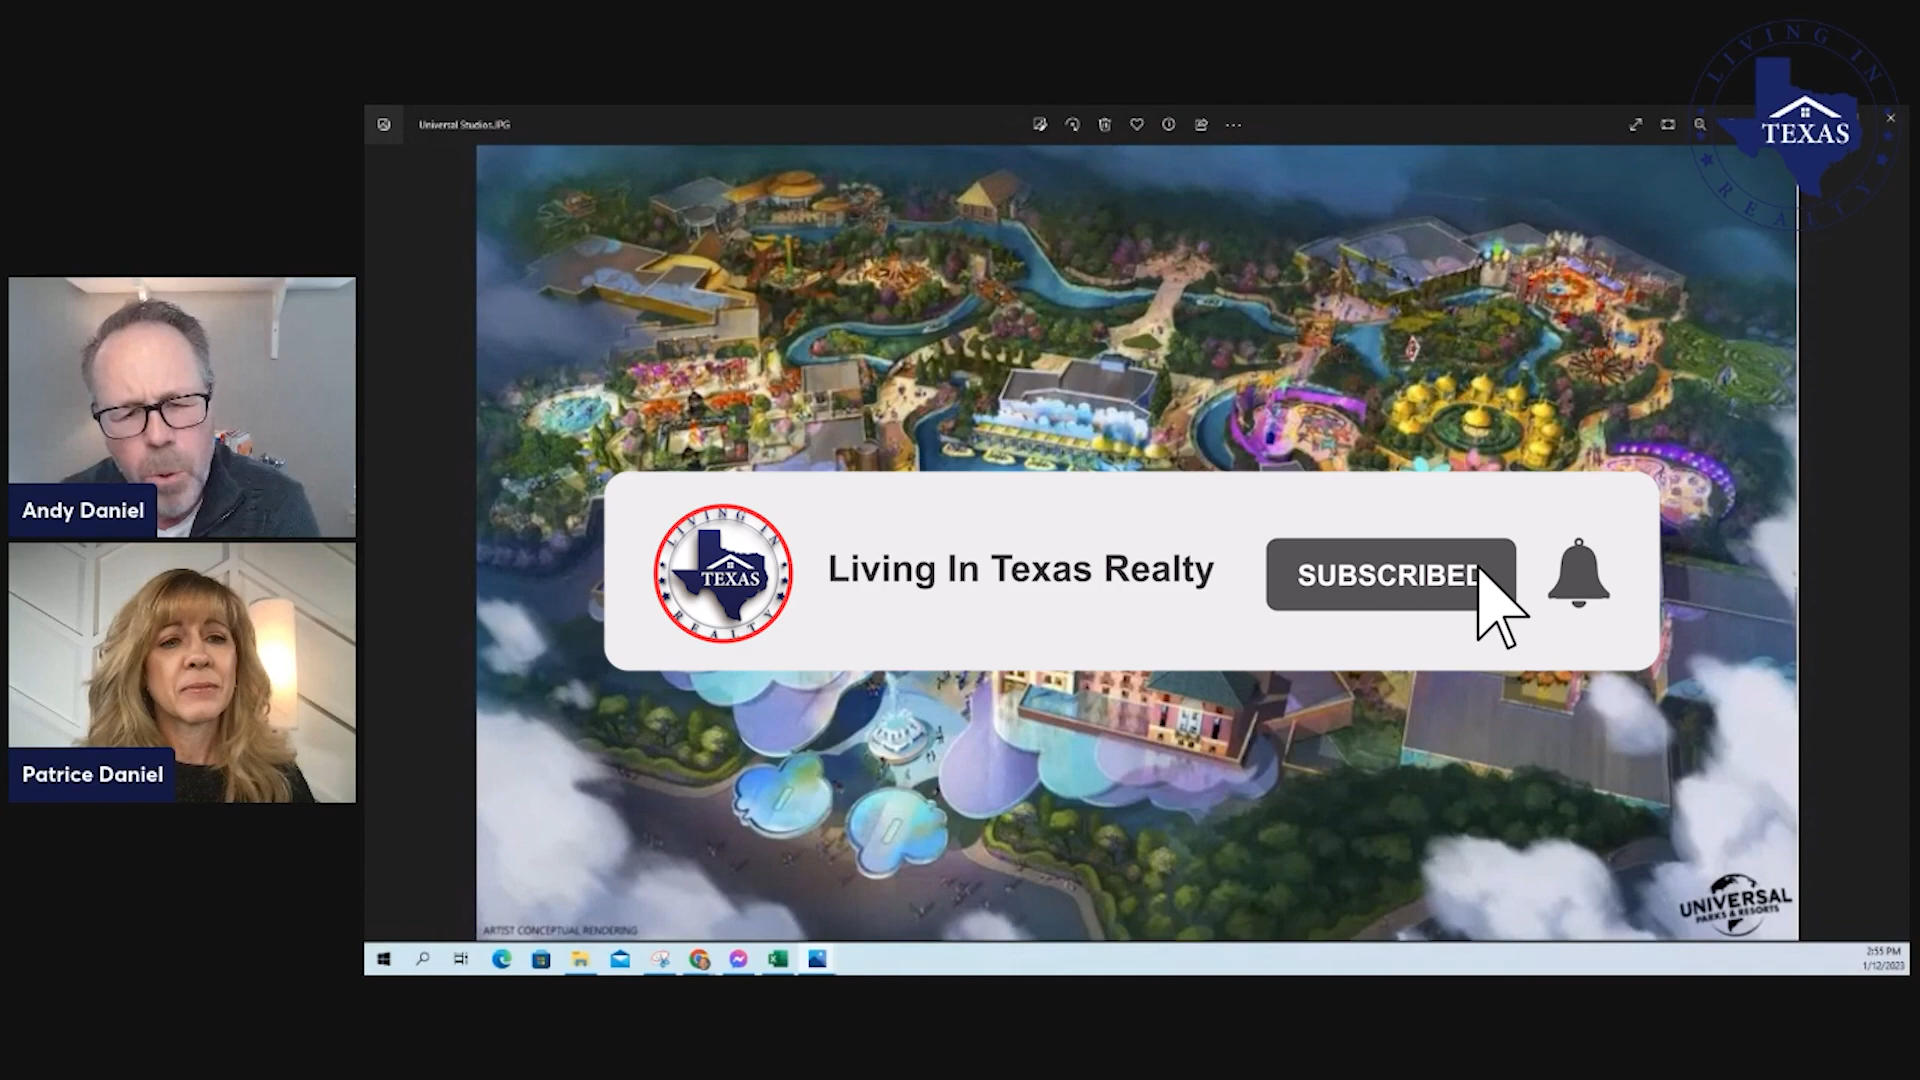 LIVING IN
TEXAS
REALTY
Universal Studios.JPG
Andy Daniel
LIVING IN
TEXAS
REALTY
Living In Texas Realty
SUBSCRIBED
Patrice Daniel
UNIVERSAL
PARKS & RESORTS
ARTIST CONCEPTUAL RENDERING
2:55 PM
1/12/2023